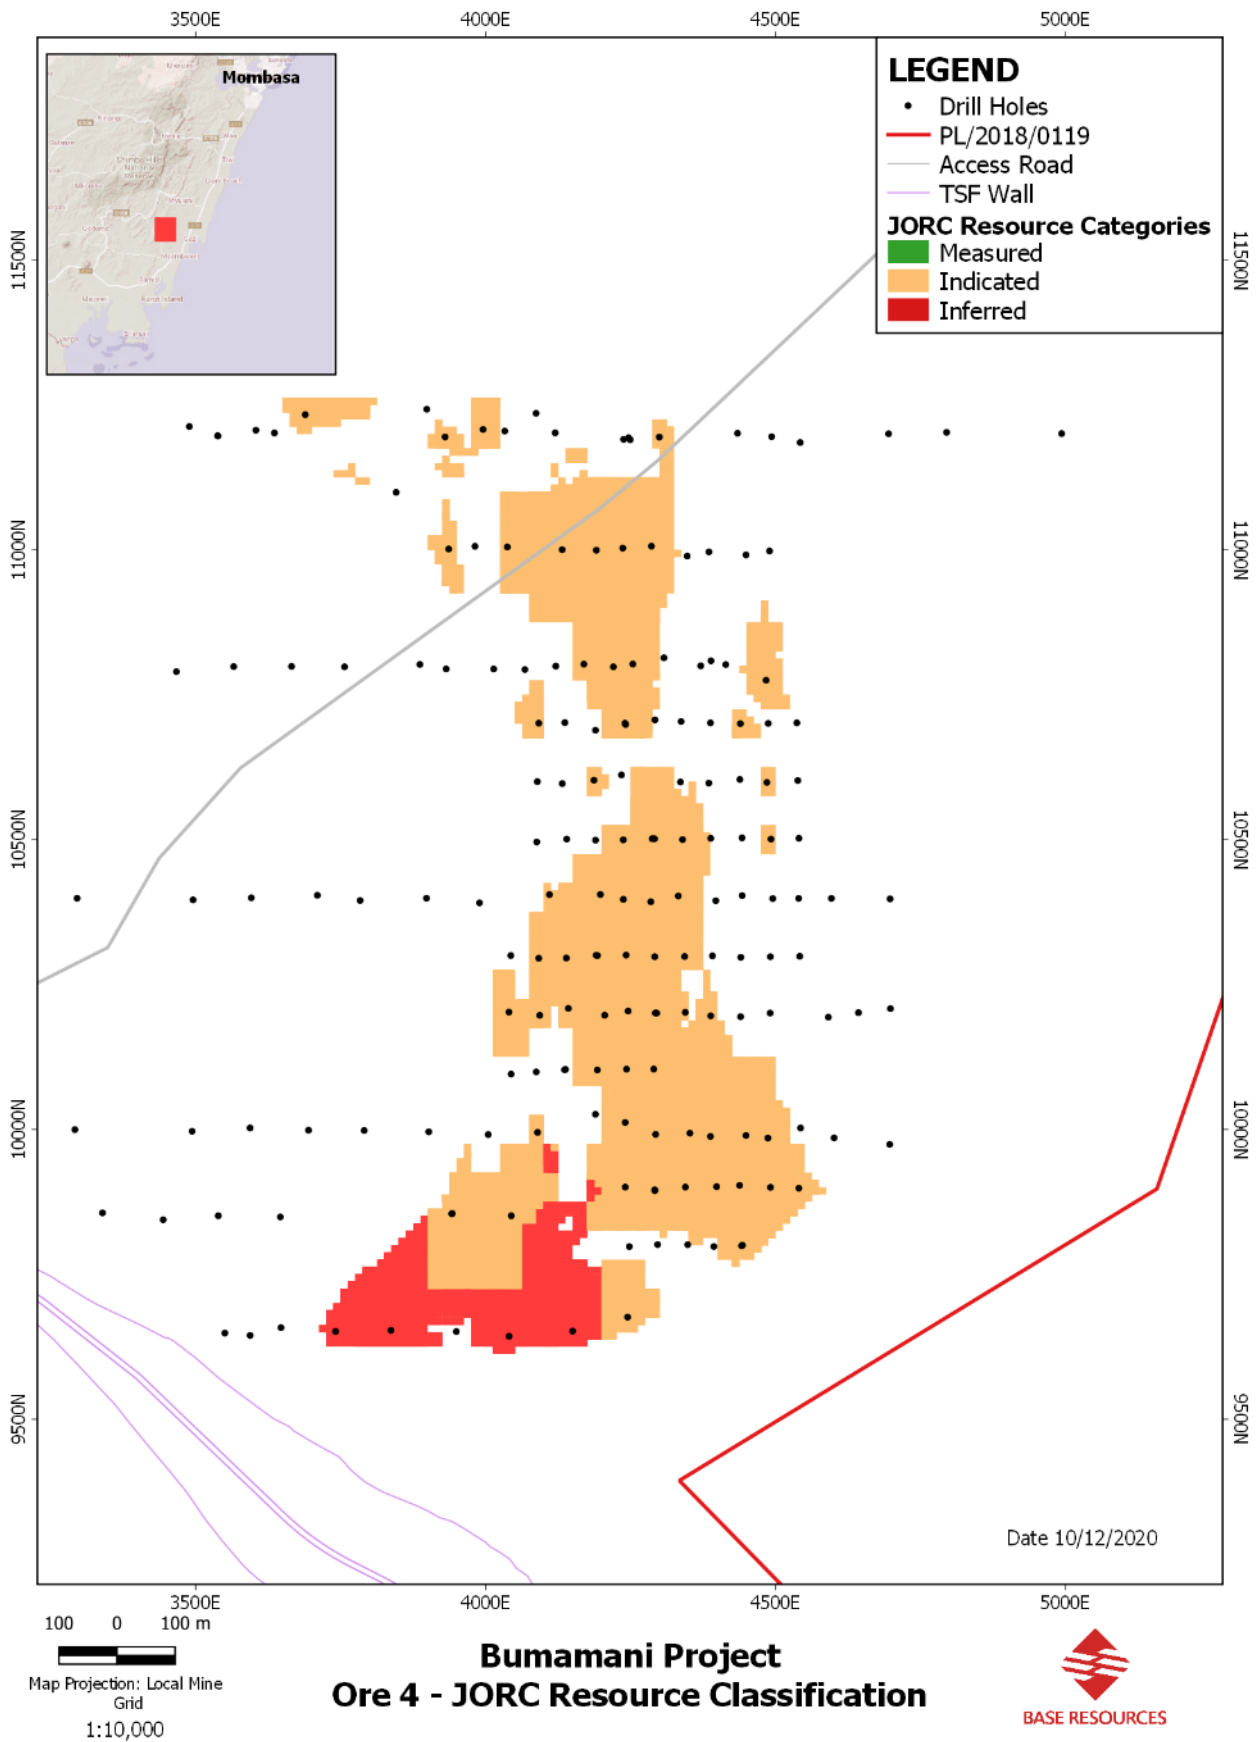 3500E 4000E 4500E 5000E
Mombasa
LEGEND
Drill Holes
PL/2018/0119
Access Road
TSF Wall
JORC Resource Categories
Measured
Indicated
Inferred
11500N 11500N
11000N 11000N
10500N 10500N
10000N 10000N
9500N 9500N
Date 10/12/2020
3500E 4000E 4500E 5000E
100 0 100 m
Map Projection: Local Mine
Grid
1:10,000
Bumamani Project
Ore 4 - JORC Resource Classification
BASE RESOURCES